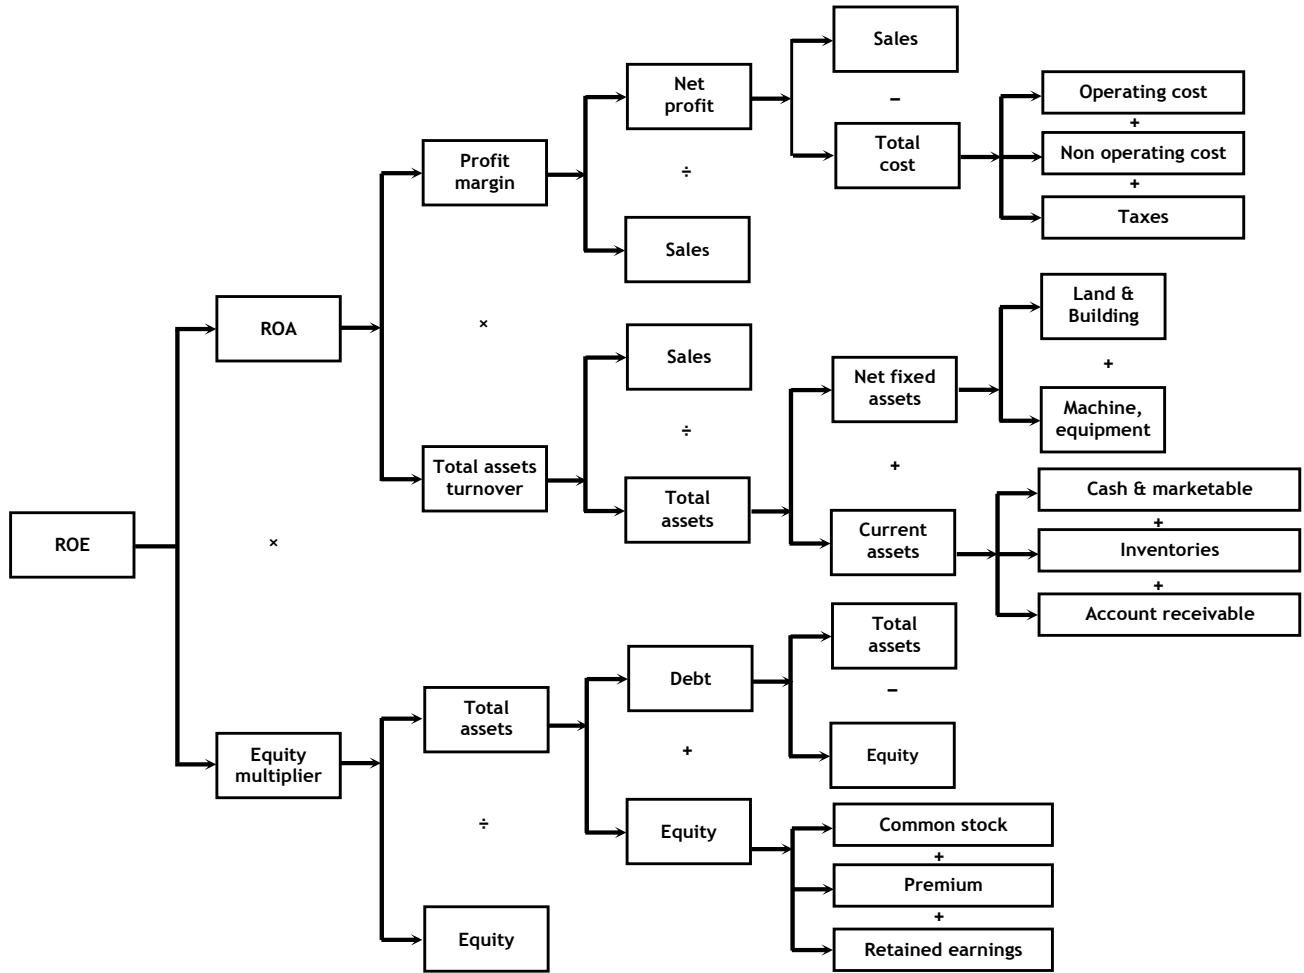 Sales
−
Total
cost
Operating cost
+
Non operating cost
+
Taxes
Net
profit
÷
Sales
Profit
margin
×
ROA
Sales
÷
Total
assets
Total assets
turnover
Net fixed
assets
+
Current
assets
Land &
Building
+
Machine,
equipment
Cash & marketable
+
Inventories
+
Account receivable
ROE
×
Equity
multiplier
Total
assets
÷
Equity
Debt
+
Equity
Total
assets
−
Equity
Common stock
+
Premium
+
Retained earnings